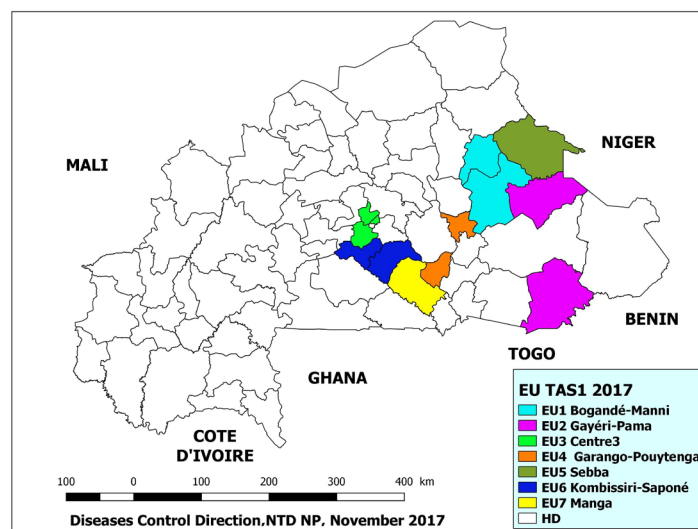 NIGER
MALI
BENIN
TOGO
GHANA
COTE
D'IVOIRE
EU TAS1 2017
EU1 Bogandé-Manni
EU2 Gayéri-Pama
EU3 Centre3
EU4 Garango-Pouytenga
EU5 Sebba
EU6 Kombissiri-Saponé
EU7 Manga
HD
100 0 100 200 300 400 km
Diseases Control Direction,NTD NP, November 2017